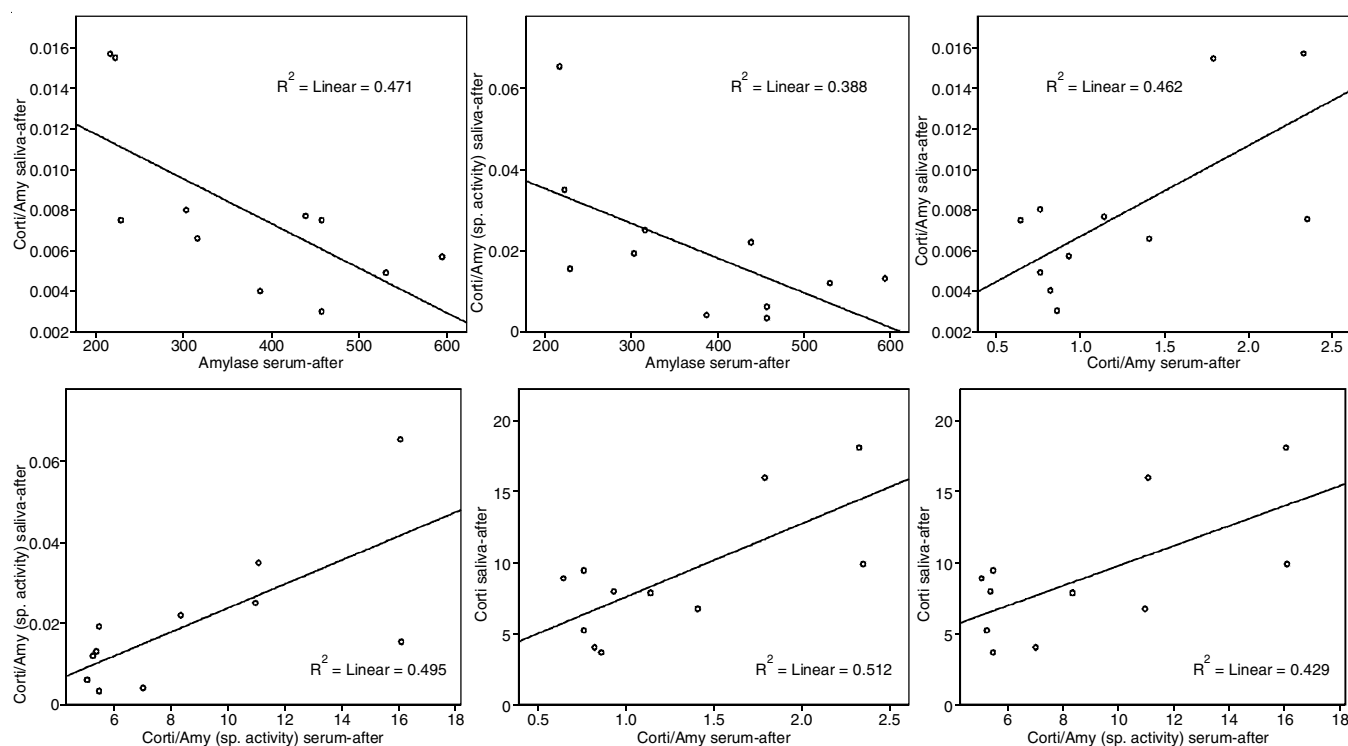 0.016
0.014
0.012
0.010
0.008
0.006
0.004
0.002
Corti/Amy saliva-after
R2 = Linear = 0.471
200 300 400 500 600
Amylase serum-after
0.06
0.04
0.02
0
Corti/Amy (sp. activity) saliva-after
R2 = Linear = 0.388
200 300 400 500 600
Amylase serum-after
0.016
0.014
0.012
0.010
0.008
0.006
0.004
0.002
Corti/Amy saliva-after
R2 = Linear = 0.462
0.5 1.0 1.5 2.0 2.5
Corti/Amy serum-after
0.06
0.04
0.02
0
Corti/Amy (sp. activity) saliva-after
R2 = Linear = 0.495
6 8 10 12 14 16 18
Corti/Amy (sp. activity) serum-after
20
15
10
5
0
Corti saliva-after
R2 = Linear = 0.512
0.5 1.0 1.5 2.0 2.5
Corti/Amy serum-after
20
15
10
5
0
Corti saliva-after
R2 = Linear = 0.429
6 8 10 12 14 16 18
Corti/Amy (sp. activity) serum-after